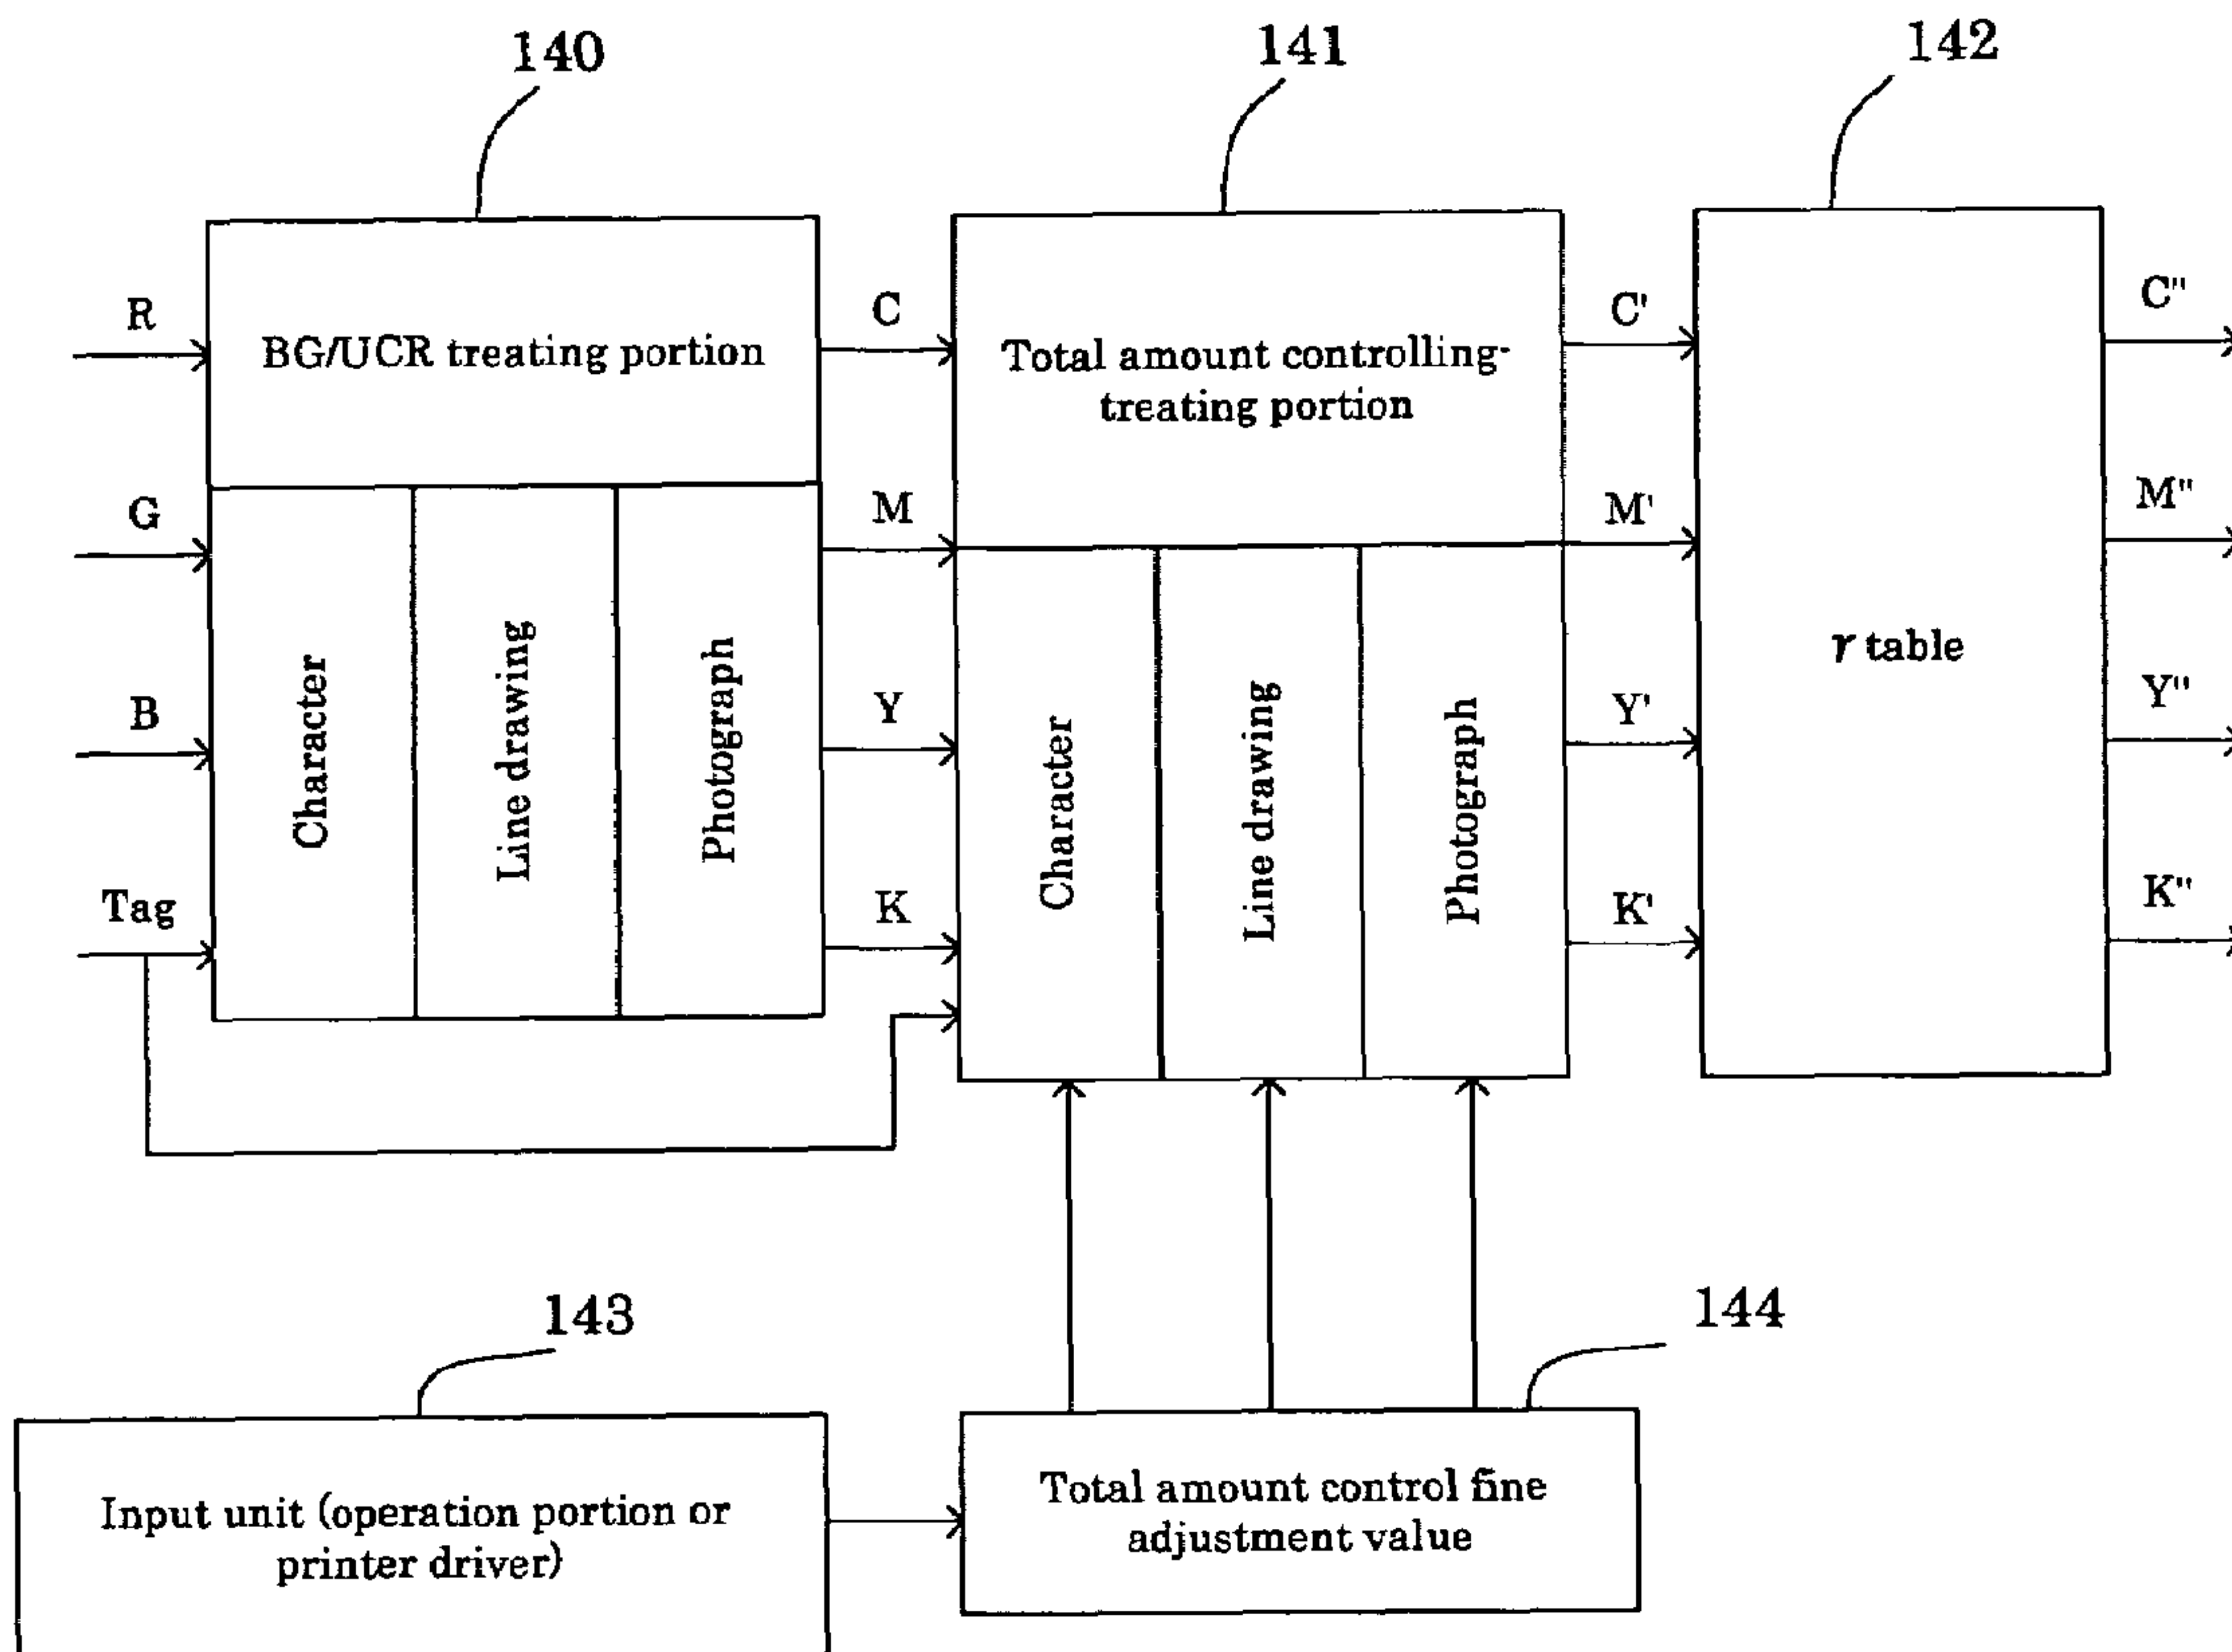 140
141
142
R
G
B
Tag
BG/UCR treating portion
Character
Line drawing
Photograph
C
M
Y
K
Total amount controlling-
treating portion
Character
Line drawing
Photograph
C'
M'
Y'
K'
γ table
C"
M"
Y"
K"
143
144
Input unit (operation portion or
printer driver)
Total amount control fine
adjustment value